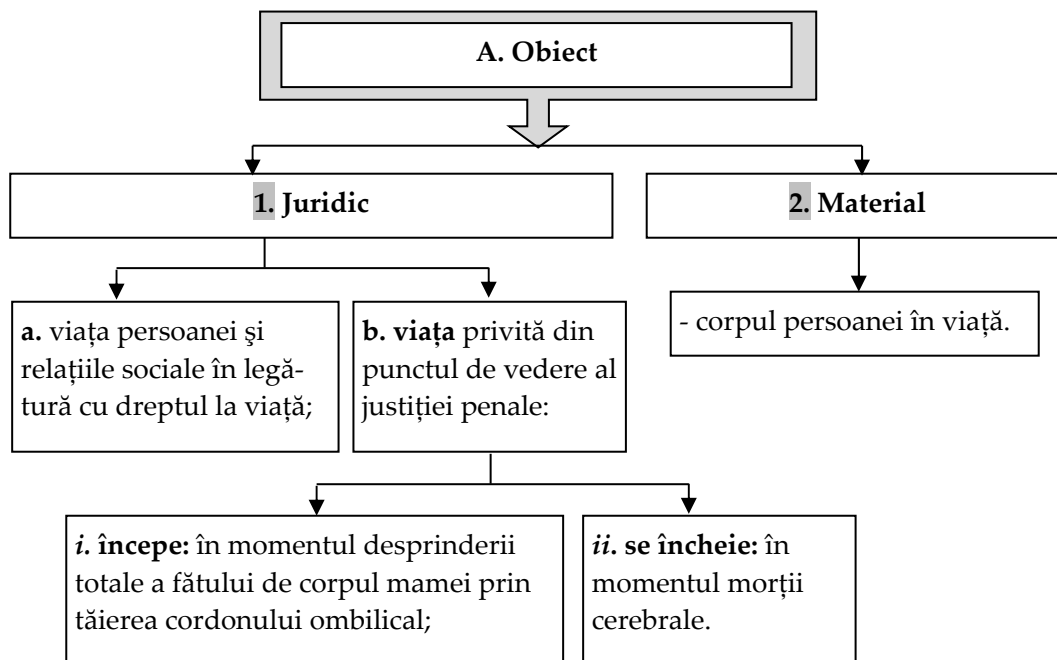 A. Obiect
1. Juridic
2. Material
a. viața persoanei şi
relațiile sociale în legă-
tură cu dreptul la viață;
b. viața privită din
punctul de vedere al
justiției penale:
- corpul persoanei în viață.
i. începe: în momentul desprinderii
totale a fătului de corpul mamei prin
tăierea cordonului ombilical;
ii. se încheie: în
momentul morții
cerebrale.